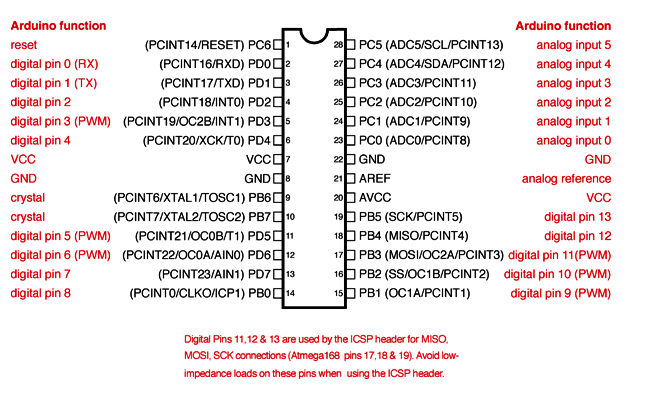 Arduino function Arduino function
reset (PCINT14/RESET) PC6 1 28 PC5 (ADC5/SCL/PCINT13) analog input 5
digital pin 0 (RX) (PCINT16/RXD) PD0 2 27 PC4 (ADC4/SDA/PCINT12) analog input 4
digital pin 1 (TX) (PCINT17/TXD) PD1 3 26 PC3 (ADC3/PCINT11) analog input 3
digital pin 2 (PCINT18/INT0) PD2 4 25 PC2 (ADC2/PCINT10) analog input 2
digital pin 3 (PWM) (PCINT19/OC2B/INT1) PD3 5 24 PC1 (ADC1/PCINT9) analog input 1
digital pin 4 (PCINT20/XCK/T0) PD4 6 23 PC0 (ADC0/PCINT8) analog input 0
VCC VCC 7 22 GND GND
GND GND 8 21 AREF analog reference
crystal (PCINT6/XTAL1/TOSC1) PB6 9 20 AVCC VCC
crystal (PCINT7/XTAL2/TOSC2) PB7 10 19 PB5 (SCK/PCINT5) digital pin 13
digital pin 5 (PWM) (PCINT21/OC0B/T1) PD5 11 18 PB4 (MISO/PCINT4) digital pin 12
digital pin 6 (PWM) (PCINT22/OC0A/AIN0) PD6 12 17 PB3 (MOSI/OC2A/PCINT3) digital pin 11(PWM)
digital pin 7 (PCINT23/AIN1) PD7 13 16 PB2 (SS/OC1B/PCINT2) digital pin 10 (PWM)
digital pin 8 (PCINT0/CLKO/ICP1) PB0 14 15 PB1 (OC1A/PCINT1) digital pin 9 (PWM)
Digital Pins 11,12 & 13 are used by the ICSP header for MISO,
MOSI, SCK connections (Atmega168 pins 17,18 & 19). Avoid low-
impedance loads on these pins when using the ICSP header.